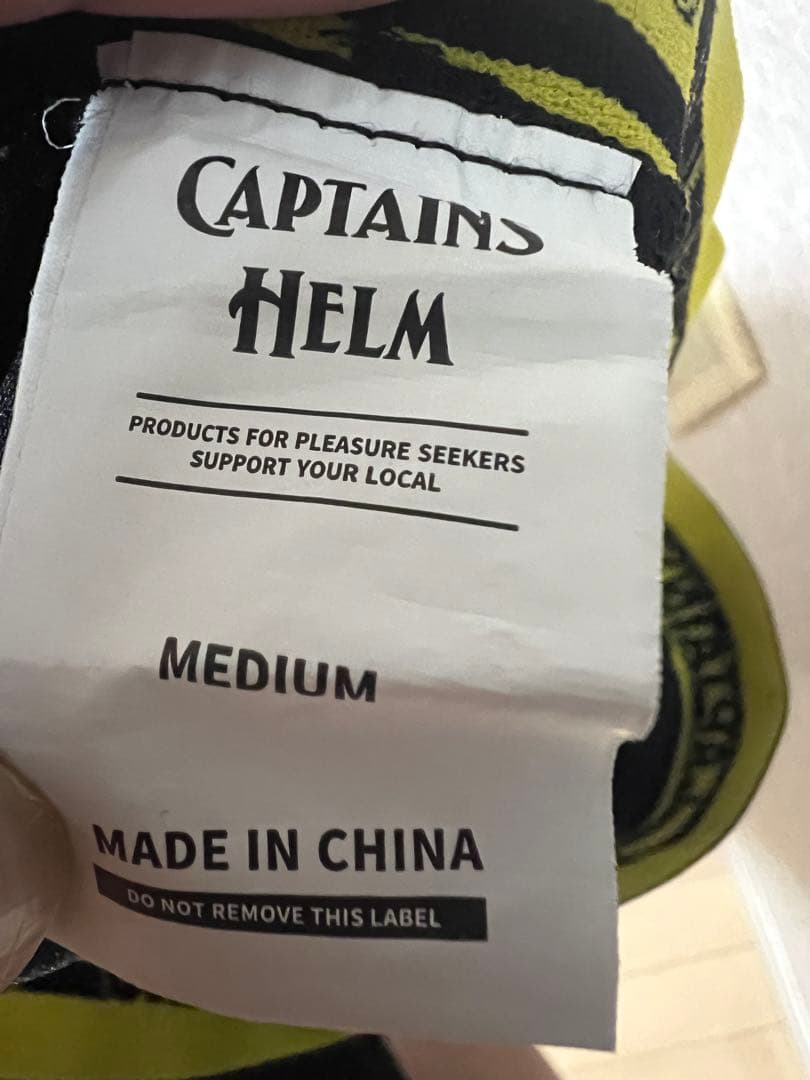 CAPTAINS
HELM
PRODUCTS FOR PLEASURE SEEKERS
SUPPORT YOUR LOCAL
MEDIUM
MADE IN CHINA
DO NOT REMOVE THIS LABEL